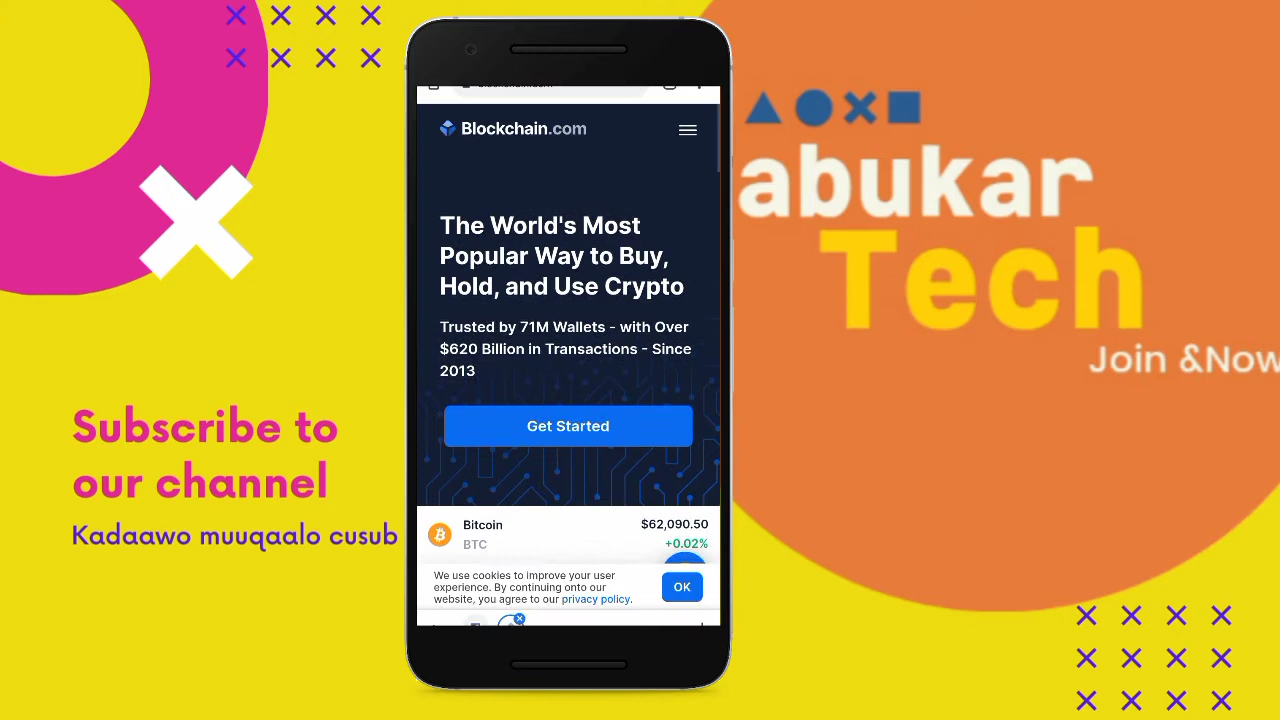 Blockchain.com
The World's Most
Popular Way to Buy,
Hold, and Use Crypto
Trusted by 71M Wallets - with Over
$620 Billion in Transactions - Since
2013
Get Started
Bitcoin
$62,090.50
BTC
+0.02%
We use cookies to improve your user
experience. By continuing onto our
website, you agree to our privacy policy.
OK
Subscribe to
our channel
Kadaawo muuqaalo cusub
abukar
Tech
Join &Now